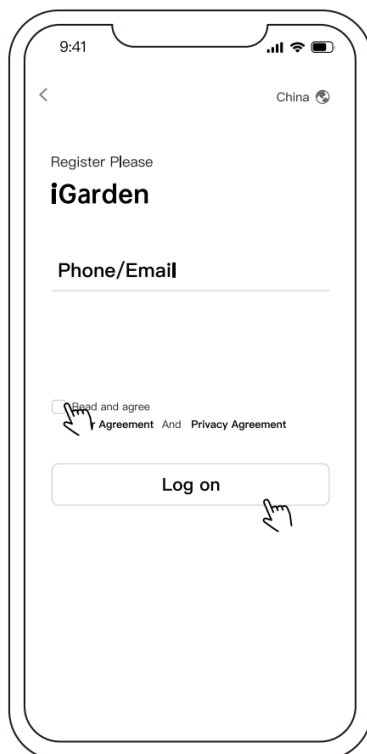 9:41
China
Register Please
iGarden
Phone/Email
Read and agree
Agreement And Privacy Agreement
Log on